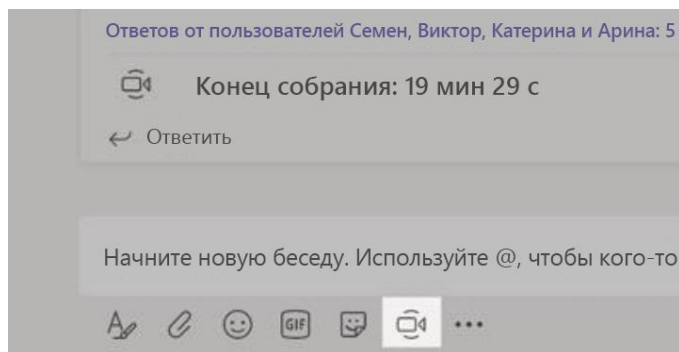 Ответов от пользователей Семен, Виктор, Катерина и Арина: 5
Конец собрания: 19 мин 29 с
Ответить
Начните новую беседу. Используйте @, чтобы кого-то
GIF